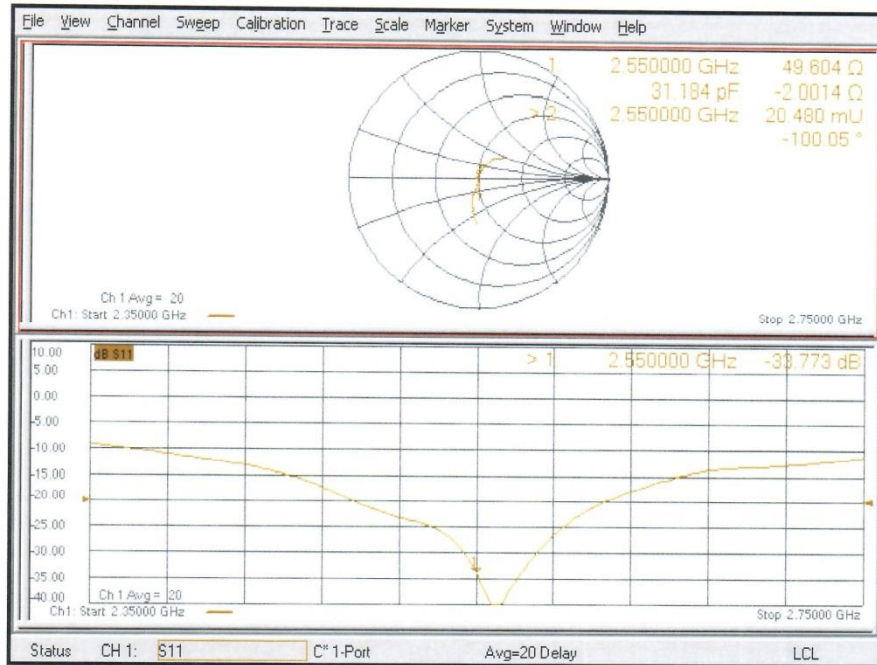 File View Channel Sweep Calibration Trace Scale Marker System Window Help
1 2.550000 GHz 49.604 Ω
31.184 pF -2.0014 Ω
> 2 2.550000 GHz 20.480 mU
-100.05 °
Ch 1 Avg = 20
Ch1: Start 2.35000 GHz
Stop 2.75000 GHz
10.00
dB S11
> 1 2.550000 GHz -33.773 dB
5.00
0.00
-5.00
-10.00
-15.00
-20.00
-25.00
-30.00
1
-35.00
-40.00
Ch 1 Avg = 20
Ch1: Start 2.35000 GHz
Stop 2.75000 GHz
Status CH 1: S11 C* 1-Port Avg=20 Delay LCL